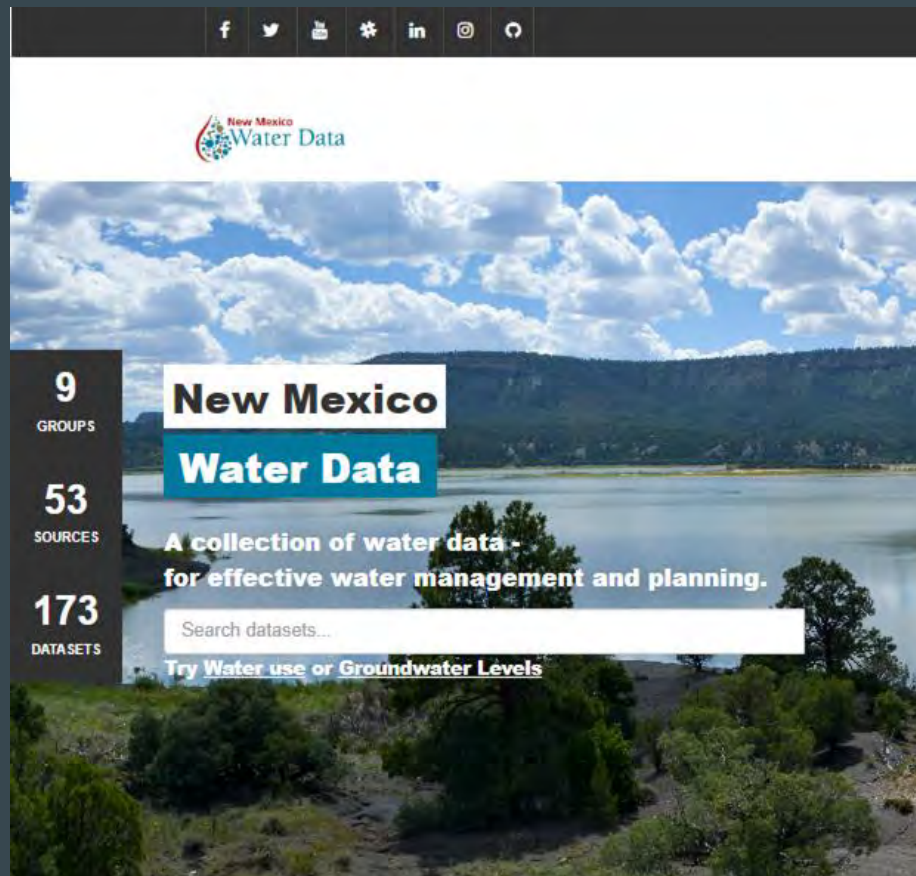 New Mexico
Water Data
9
GROUPS
53
SOURCES
173
DATASETS
New Mexico
Water Data
A collection of water data -
for effective water management and planning.
Search datasets...
Try Water use or Groundwater Levels